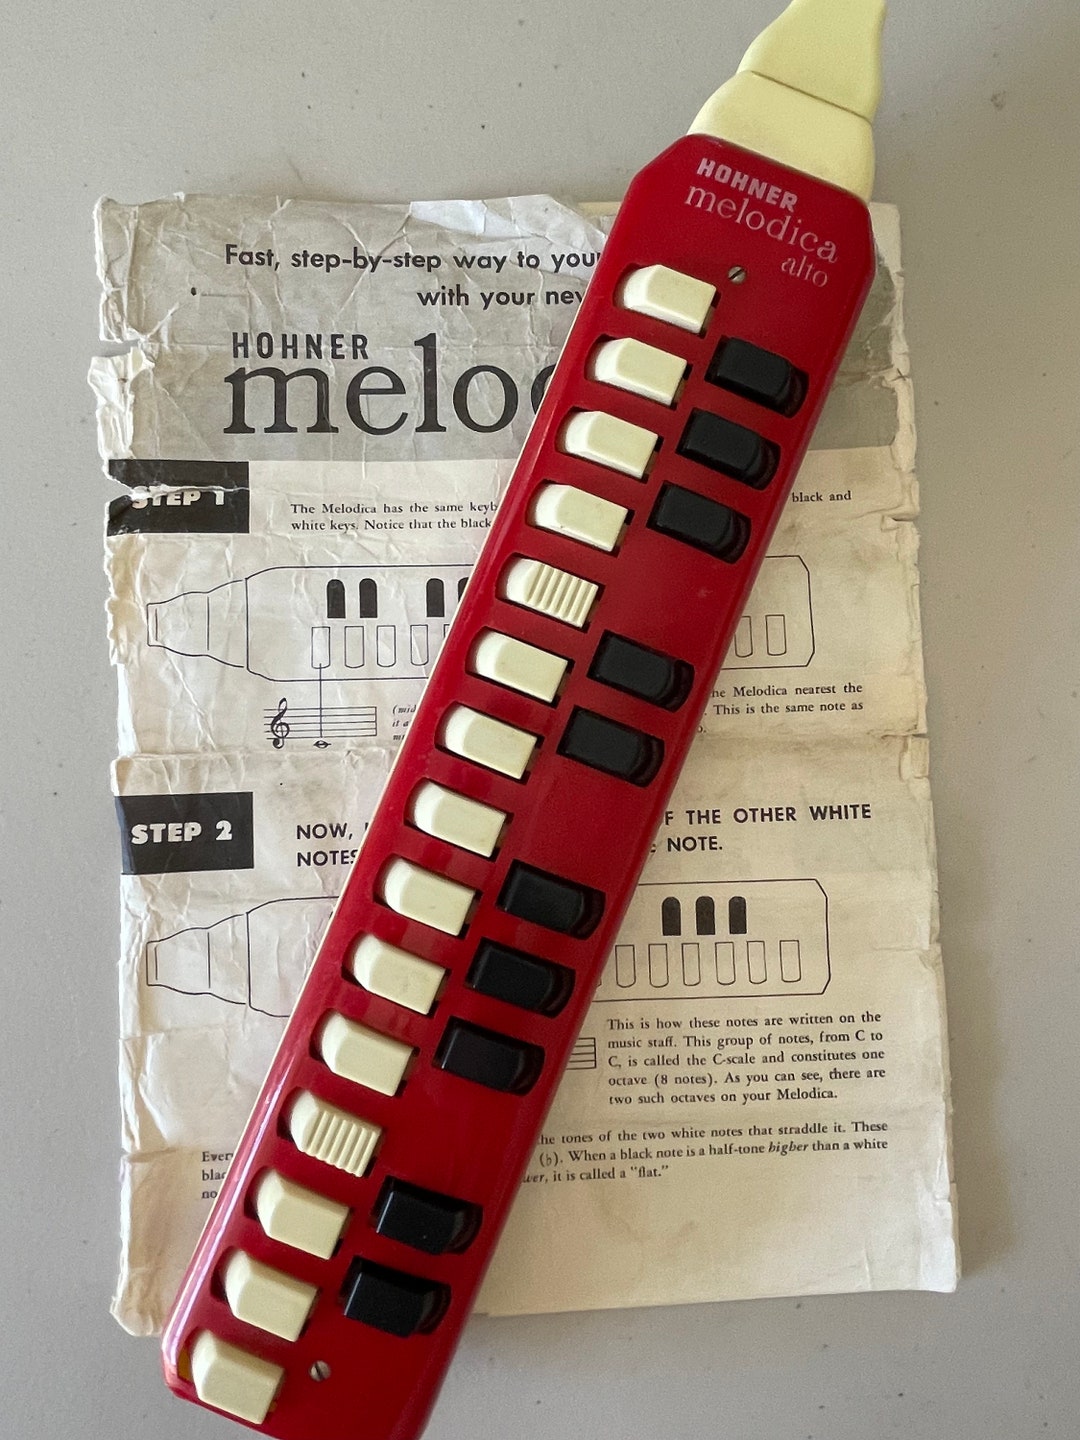 HOHNER
melodica
alto
Fast, step-by-step way to
with your
HOHNER
melo
STEP 1
The Melodica has the same
black and
white keys. Notice that the black
Melodica nearest the
This is the same note as
STEP 2
NOW,
THE OTHER WHITE
NOTES
NOTE.
This is how these notes are written on the
music staff. This group of notes, from C to
C, is called the C-scale and constitutes one
octave (8 notes). As you can see, there are
two such octaves on your Melodica.
the tones of the two white notes that straddle it. These
(♭). When a black note is a half-tone higher than a white
it is called a "flat."